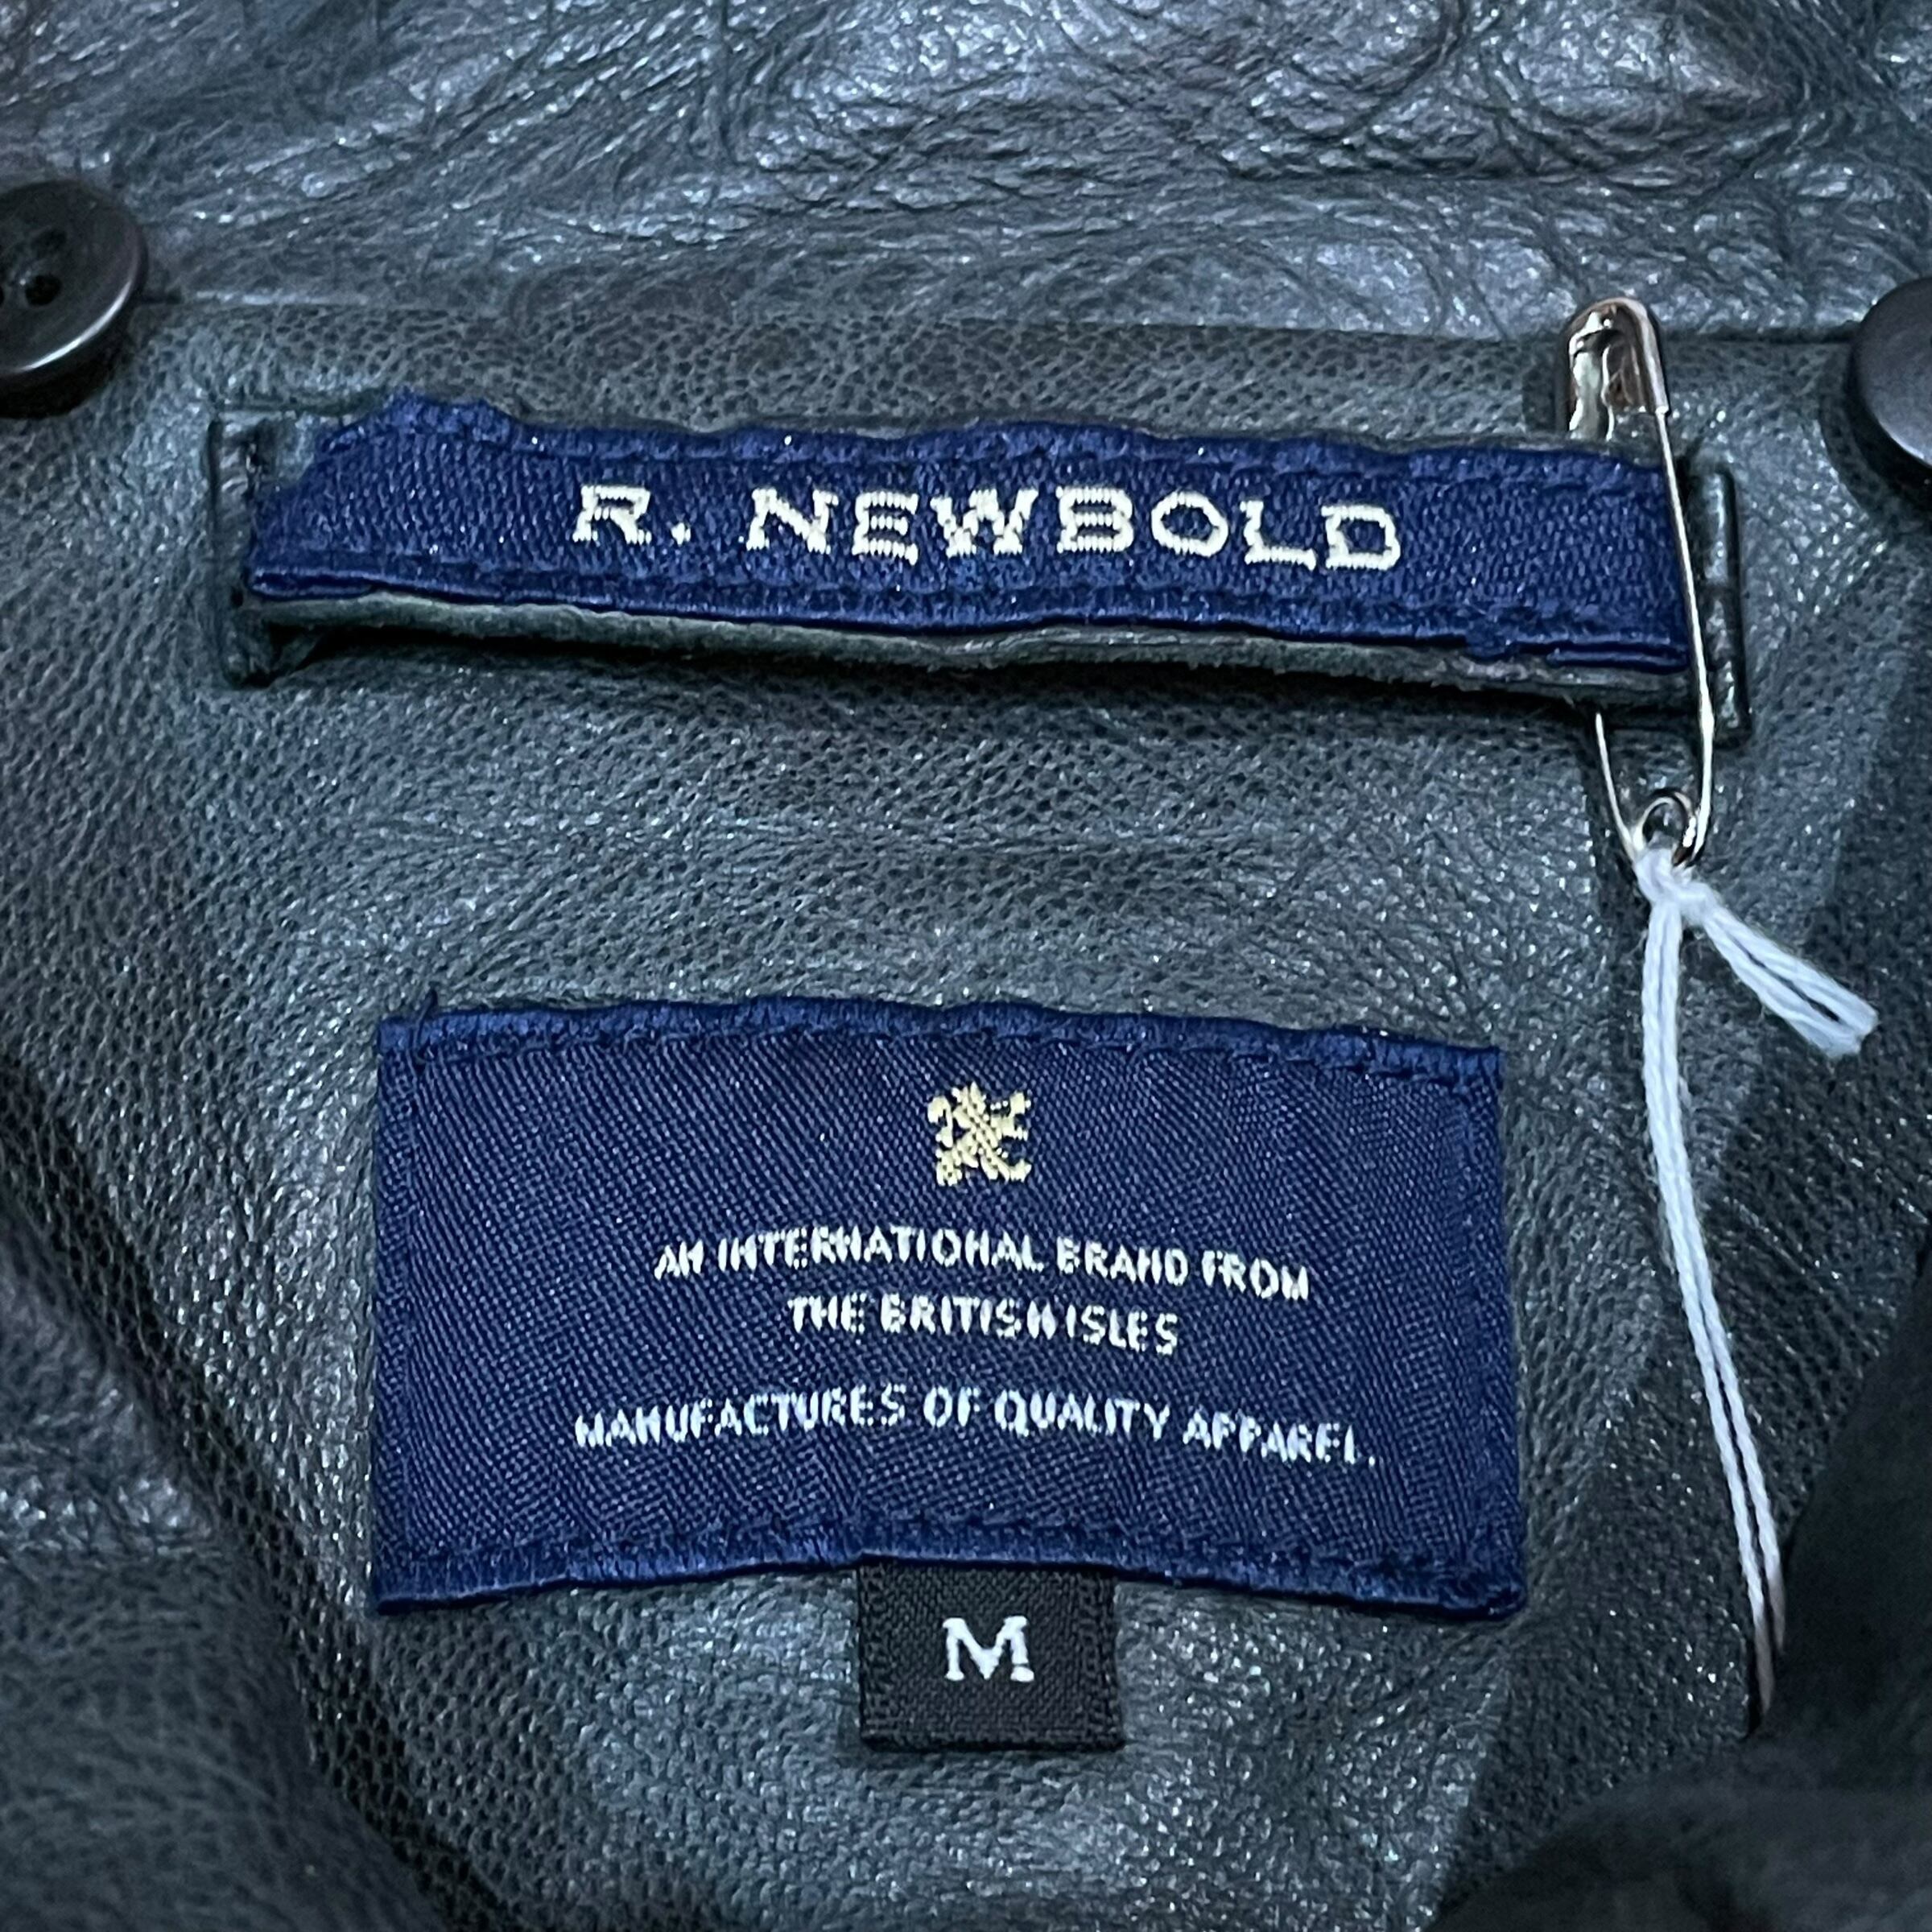 R. NEWBOLD
AN INTERNATIONAL BRAND FROM
THE BRITISH ISLES
MANUFACTURES OF QUALITY APPAREL.
M